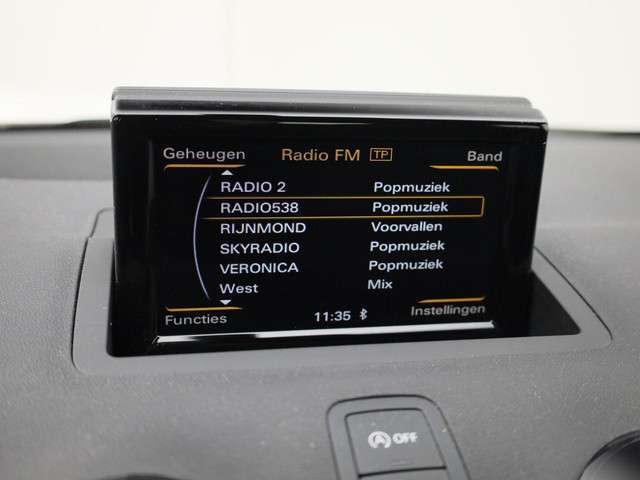 Geheugen Radio FM TP Band
RADIO 2 Popmuziek
RADIO538 Popmuziek
RIJNMOND Voorvallen
SKYRADIO Popmuziek
VERONICA Popmuziek
West Mix
Functies 11:35 Instellingen
A OFF